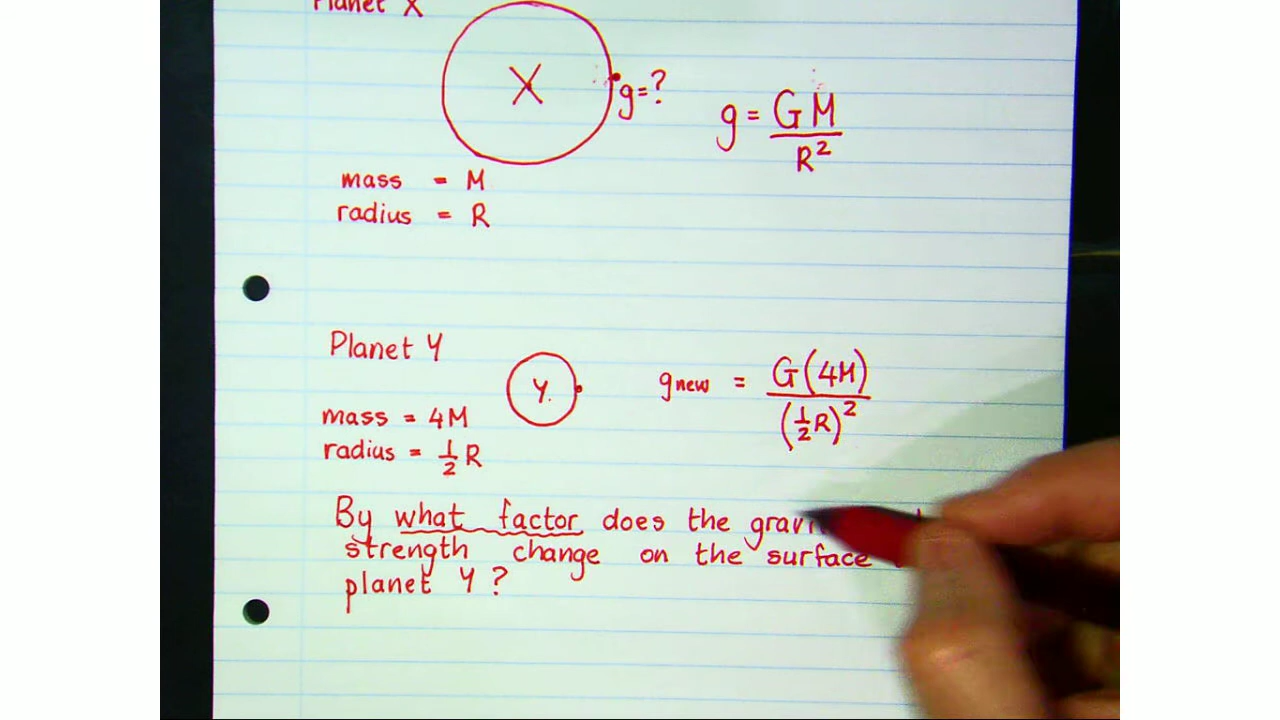 Planet X
X
g=?
g = GM / R²
mass = M
radius = R
Planet Y
Y.
mass = 4M
radius = ½R
gnew = G(4M) / (½R)²
By what factor does the
strength change on the surface
planet Y?